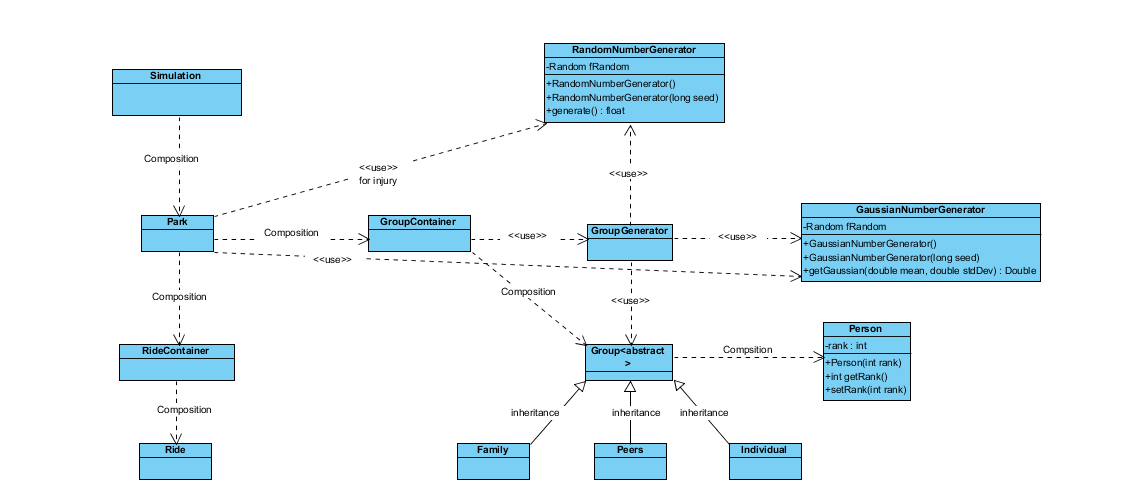 RandomNumberGenerator
-Random fRandom
+RandomNumberGenerator()
+RandomNumberGenerator(long seed)
+generate() : float
Simulation
Composition
<<use>>
for injury
<<use>>
Park
GroupContainer
GroupGenerator
GaussianNumberGenerator
-Random fRandom
+GaussianNumberGenerator()
+GaussianNumberGenerator(long seed)
+getGaussian(double mean, double stdDev) : Double
Composition
<<use>>
<<use>>
<<use>>
Composition
Composition
<<use>>
RideContainer
Group<abstract
>
Compsition
Person
-rank : int
+Person(int rank)
+int getRank()
+setRank(int rank)
Composition
inheritance
inheritance
inheritance
Ride
Family
Peers
Individual